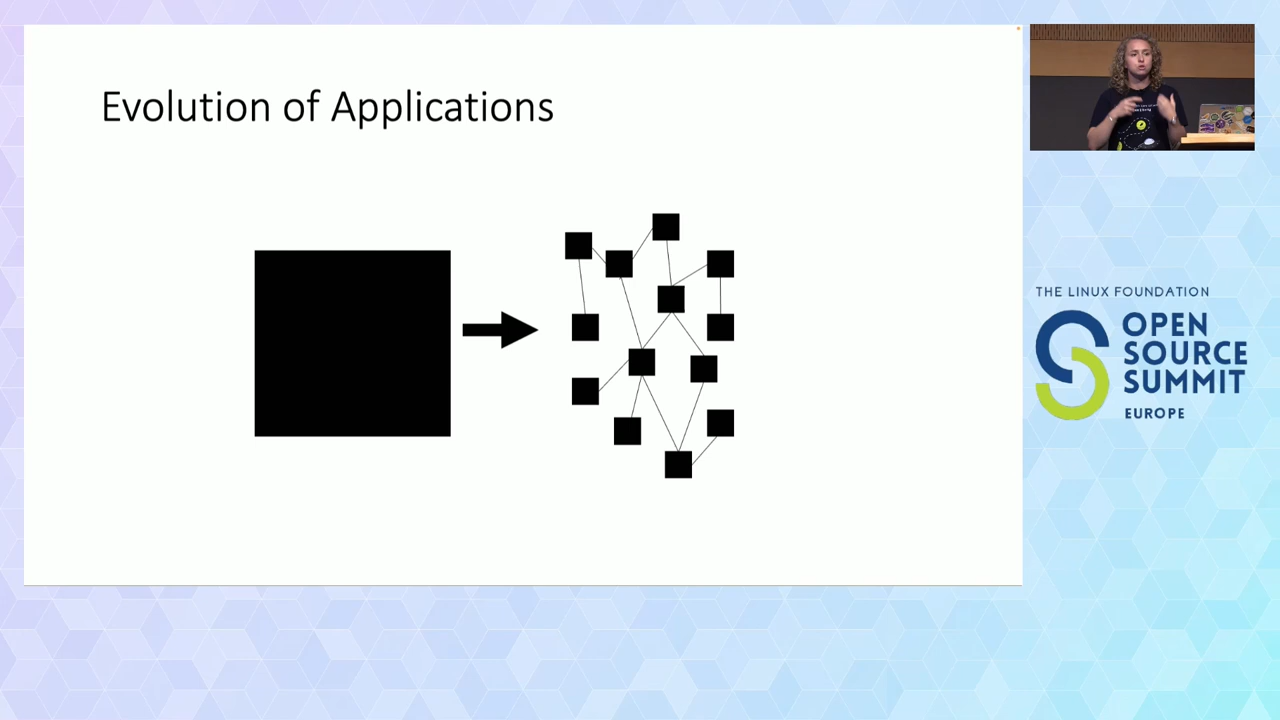 Evolution of Applications
THE LINUX FOUNDATION
OPEN
SOURCE
SUMMIT
EUROPE